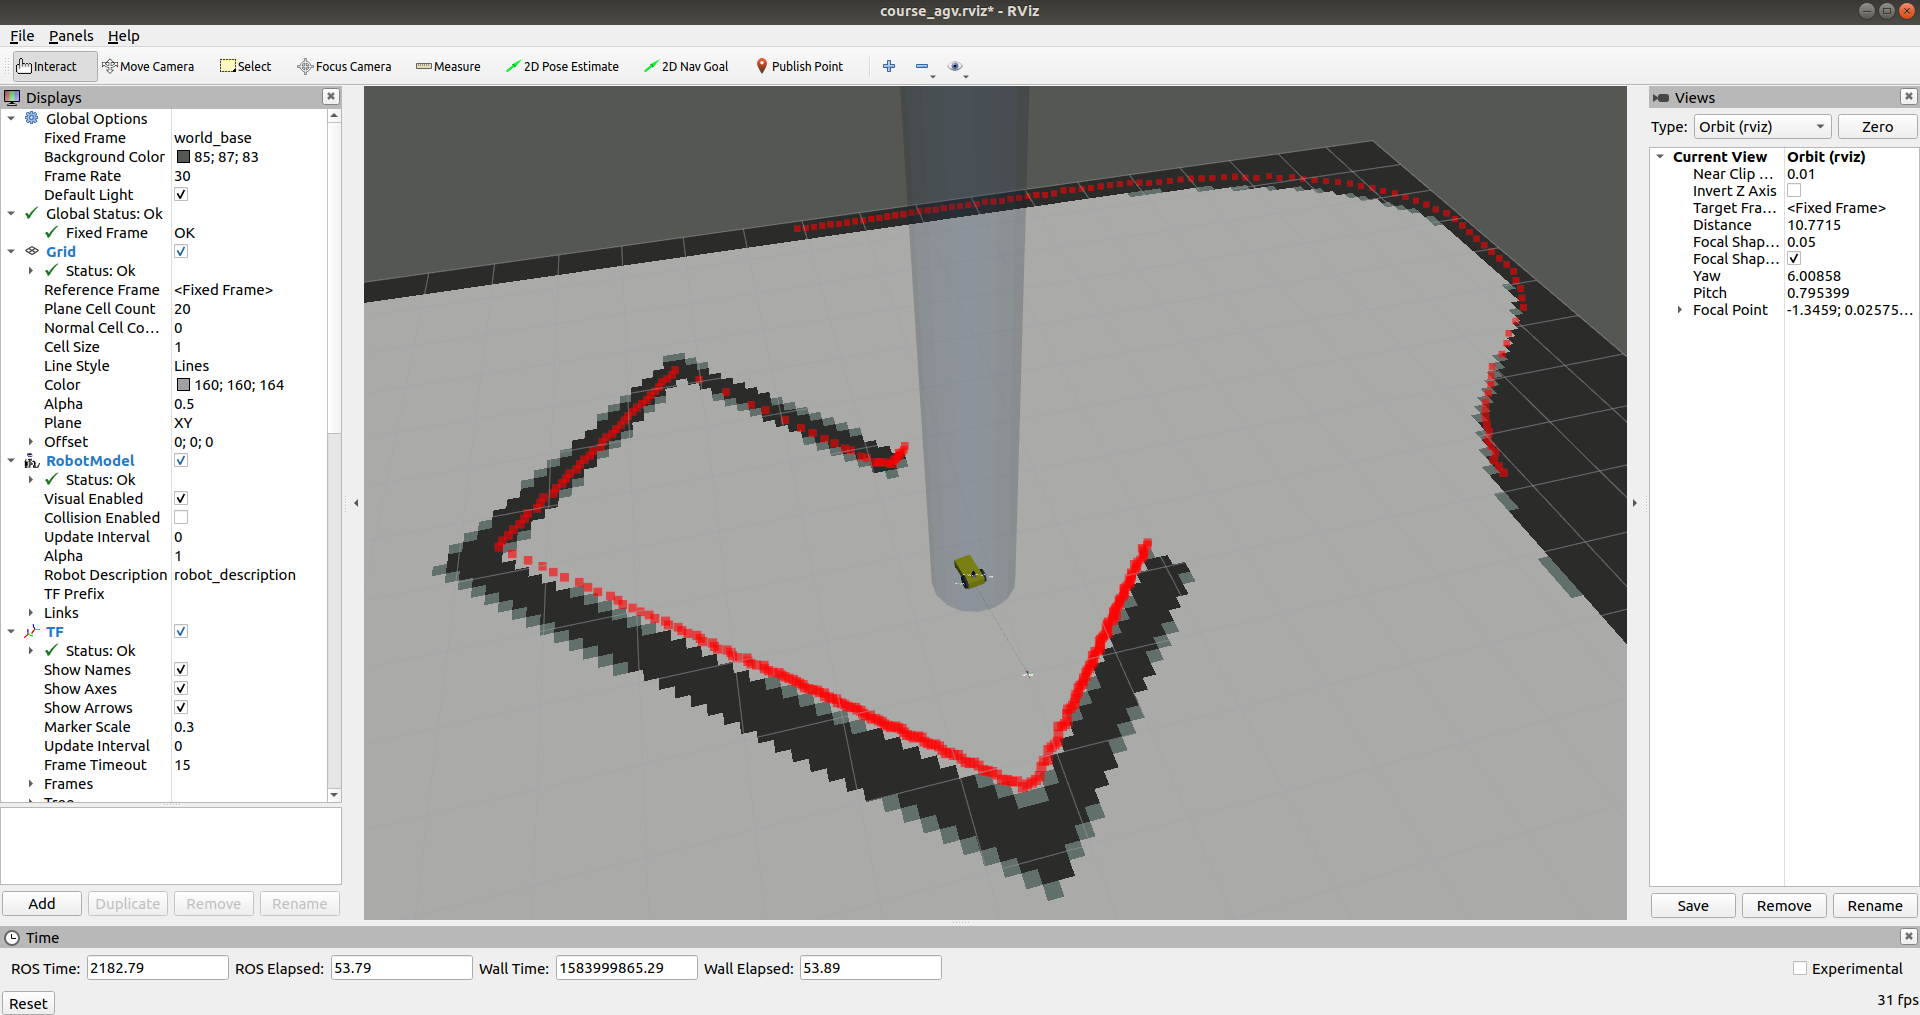 course_agv.rviz* - RViz
File Panels Help
Interact Move Camera Select Focus Camera Measure 2D Pose Estimate 2D Nav Goal Publish Point
Displays
Global Options
Fixed Frame world_base
Background Color 85; 87; 83
Frame Rate 30
Default Light
Global Status: Ok
Fixed Frame OK
Grid
Status: Ok
Reference Frame <Fixed Frame>
Plane Cell Count 20
Normal Cell Co... 0
Cell Size 1
Line Style Lines
Color 160; 160; 164
Alpha 0.5
Plane XY
Offset 0; 0; 0
RobotModel
Status: Ok
Visual Enabled
Collision Enabled
Update Interval 0
Alpha 1
Robot Description robot_description
TF Prefix
Links
TF
Status: Ok
Show Names
Show Axes
Show Arrows
Marker Scale 0.3
Update Interval 0
Frame Timeout 15
Frames
Tree
Add Duplicate Remove Rename
Views
Type: Orbit (rviz) Zero
Current View Orbit (rviz)
Near Clip ... 0.01
Invert Z Axis
Target Fra... <Fixed Frame>
Distance 10.7715
Focal Shap... 0.05
Focal Shap...
Yaw 6.00858
Pitch 0.795399
Focal Point -1.3459; 0.02575...
Save Remove Rename
Time
ROS Time: 2182.79 ROS Elapsed: 53.79 Wall Time: 1583999865.29 Wall Elapsed: 53.89 Experimental
Reset 31 fps